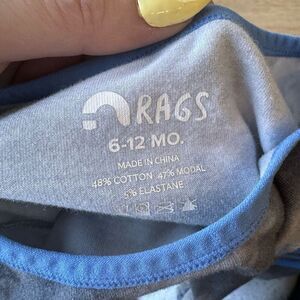 RAGS
6-12 MO.
MADE IN CHINA
48% COTTON 47% MODAL
5% ELASTANE